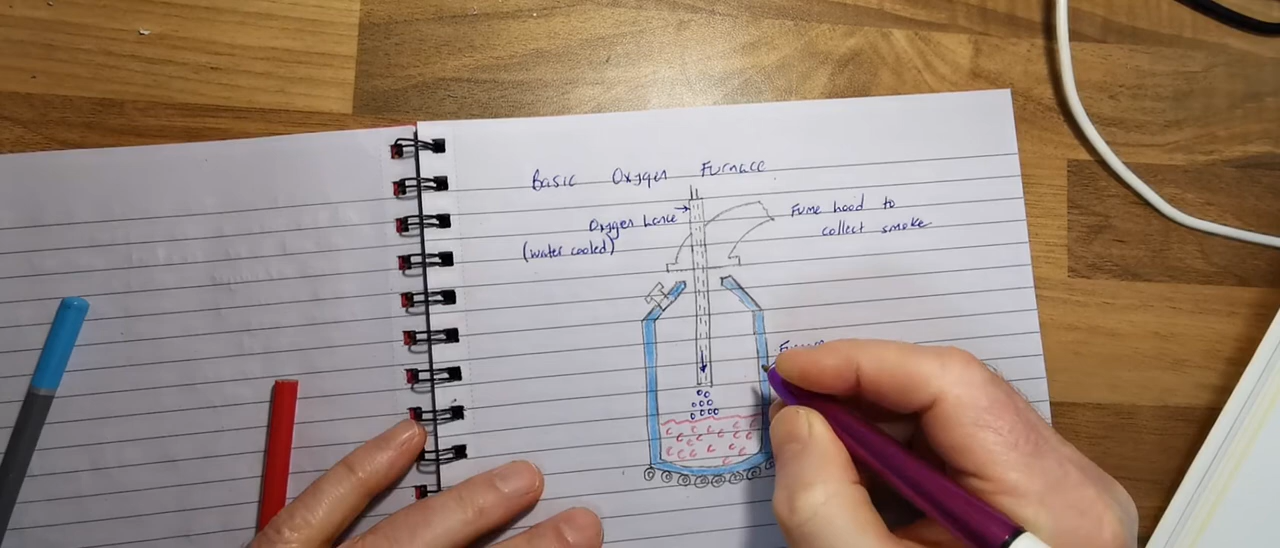 Basic Oxygen Furnace
Oxygen Lance
(water cooled)
Fume hood to
collect smoke